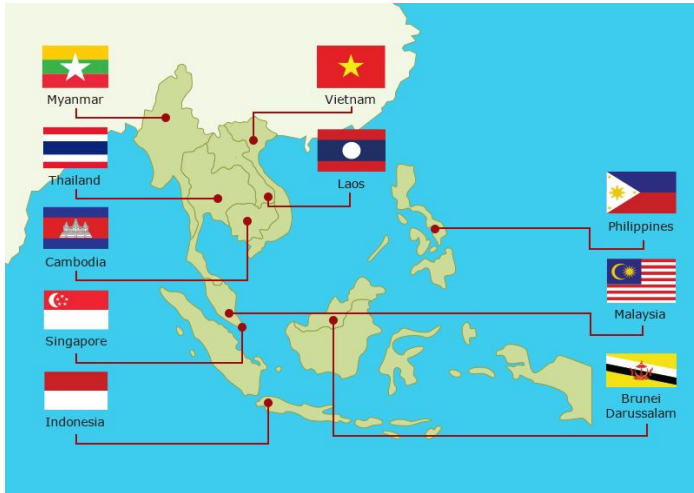 Myanmar
Vietnam
Thailand
Laos
Philippines
Cambodia
Malaysia
Singapore
Indonesia
Brunei
Darussalam